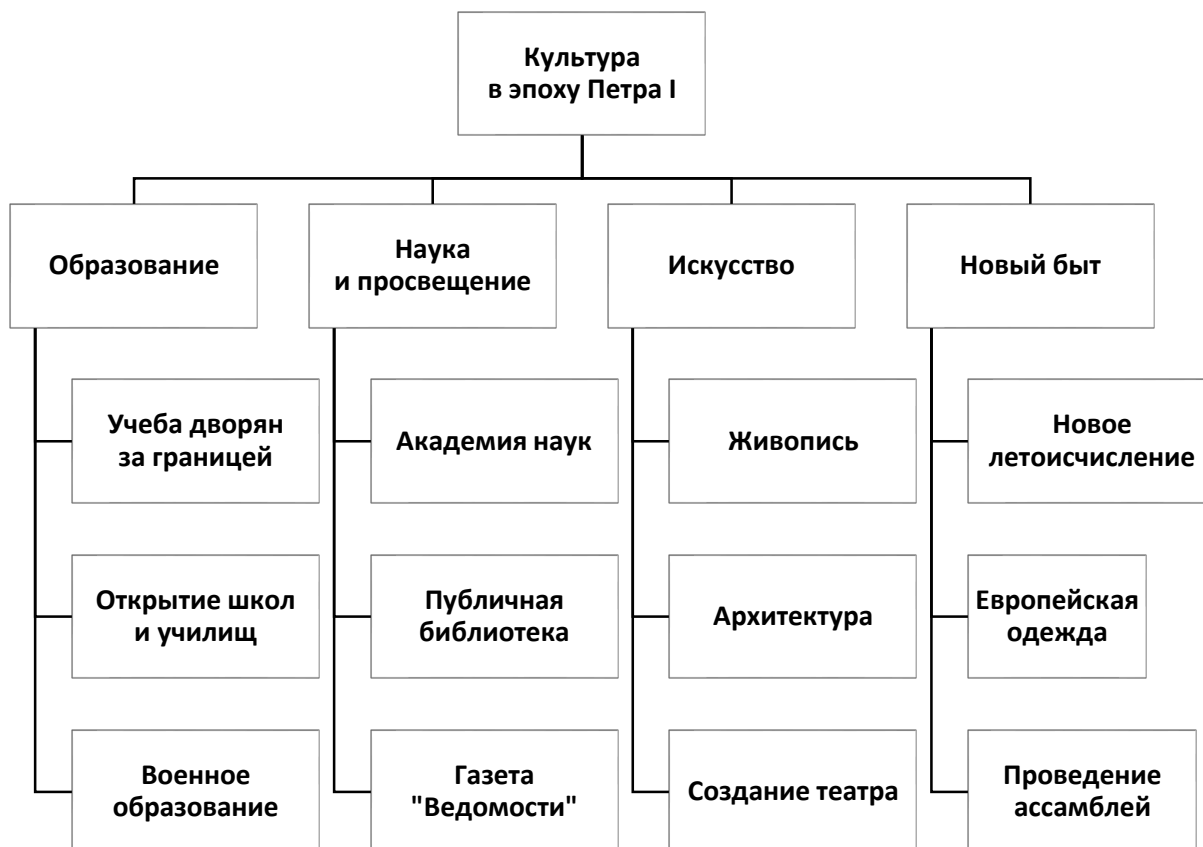 Культура
в эпоху Петра I
Образование
Наука
и просвещение
Искусство
Новый быт
Учеба дворян
за границей
Академия наук
Живопись
Новое
летоисчисление
Открытие школ
и училищ
Публичная
библиотека
Архитектура
Европейская
одежда
Военное
образование
Газета
"Ведомости"
Создание театра
Проведение
ассамблей